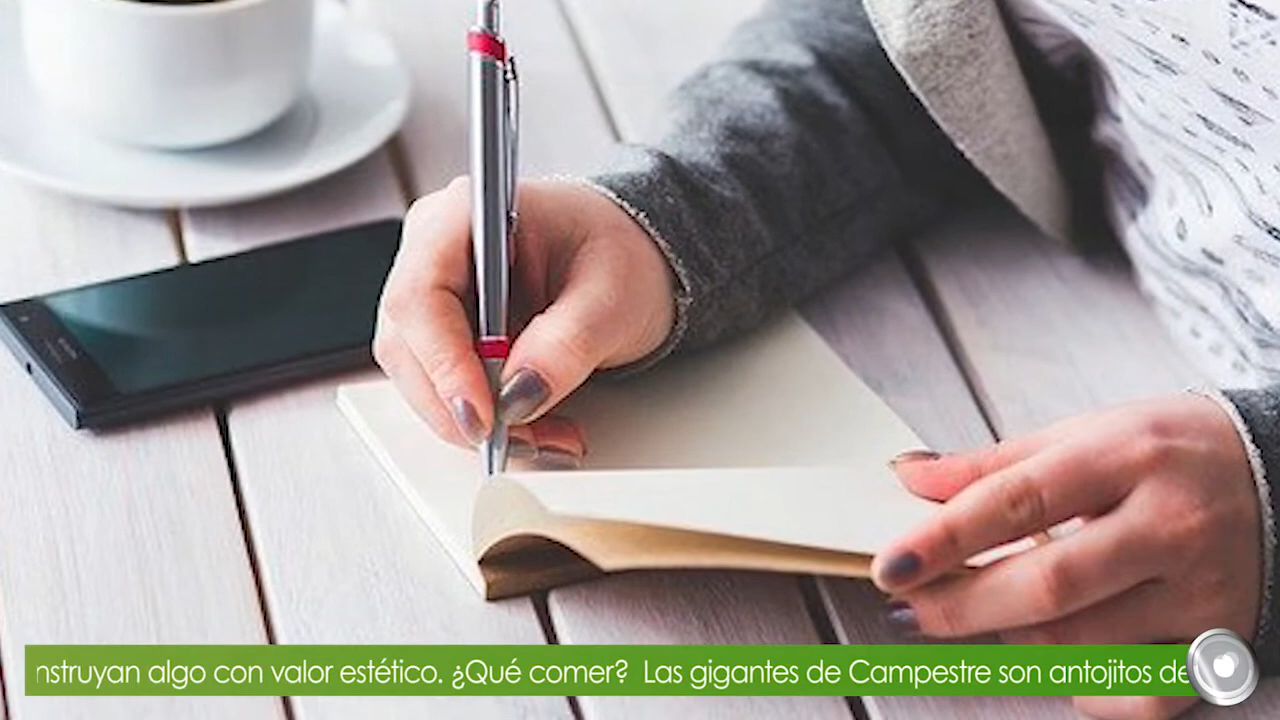 nstruyan algo con valor estético. ¿Qué comer? Las gigantes de Campestre son antojitos de